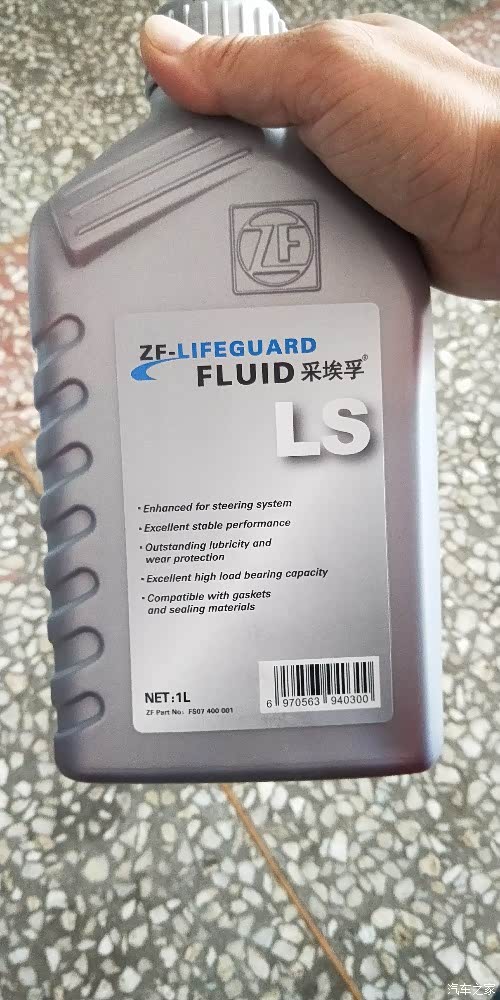 ZF
ZF-LIFEGUARD
FLUID 采埃孚®
LS
• Enhanced for steering system
• Excellent stable performance
• Outstanding lubricity and
wear protection
• Excellent high load bearing capacity
• Compatible with gaskets
and sealing materials
NET:1L
ZF Part No: FS07 400 001
6 970563 940300
汽车之家